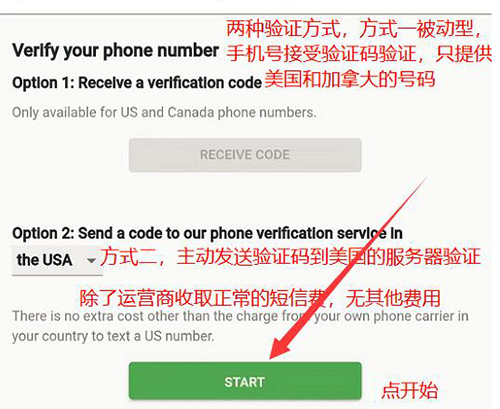 两种验证方式，方式一被动型，
Verify your phone number 手机号接受验证码验证，只提供
Option 1: Receive a verification code 美国和加拿大的号码
Only available for US and Canada phone numbers.
RECEIVE CODE
Option 2: Send a code to our phone verification service in
the USA 方式二，主动发送验证码到美国的服务器验证
除了运营商收取正常的短信费，无其他费用
There is no extra cost other than the charge from your own phone carrier in
your country to text a US number.
START
点开始